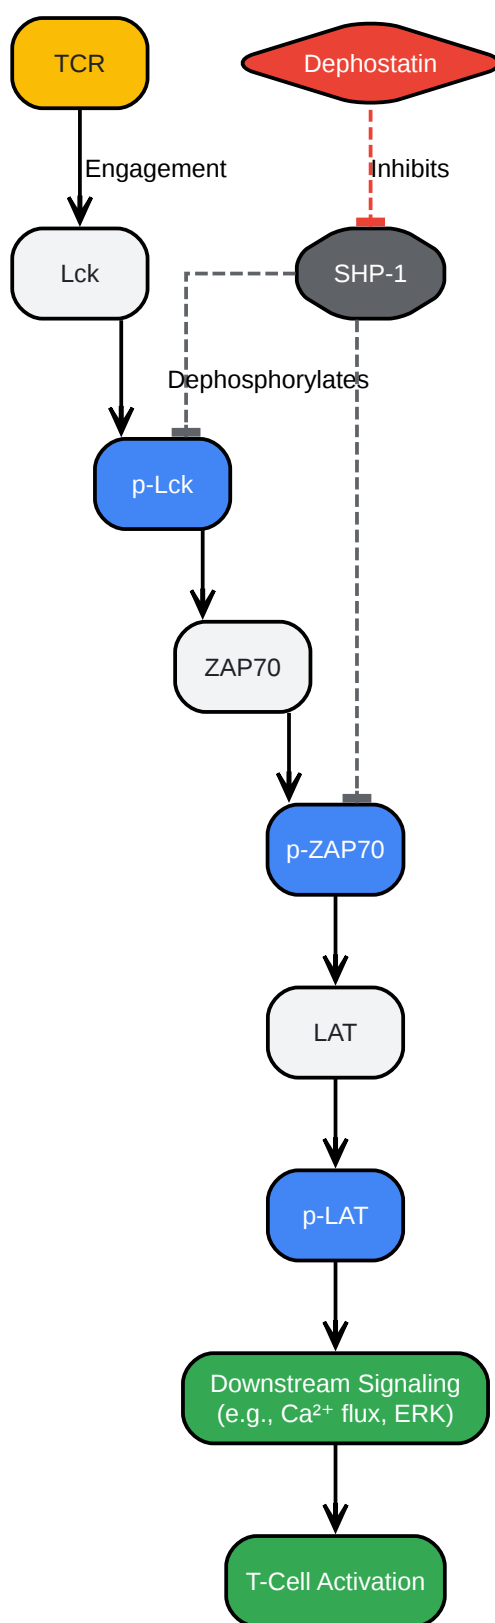 TCR
Dephostatin
Engagement
Inhibits
Lck
SHP-1
Dephosphorylates
p-Lck
ZAP70
p-ZAP70
LAT
p-LAT
Downstream Signaling
(e.g., Ca²⁺ flux, ERK)
T-Cell Activation